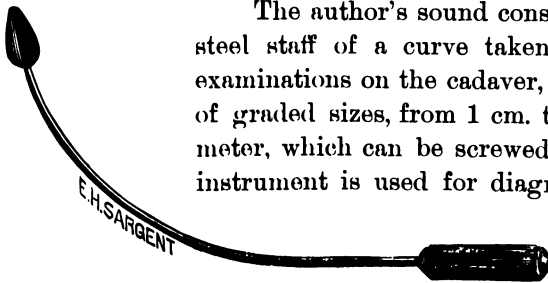 The author's sound cons
steel staff of a curve taken
examinations on the cadaver,
of graded sizes, from 1 cm. t
meter, which can be screwed
instrument is used for diagn
E.H.SARGENT